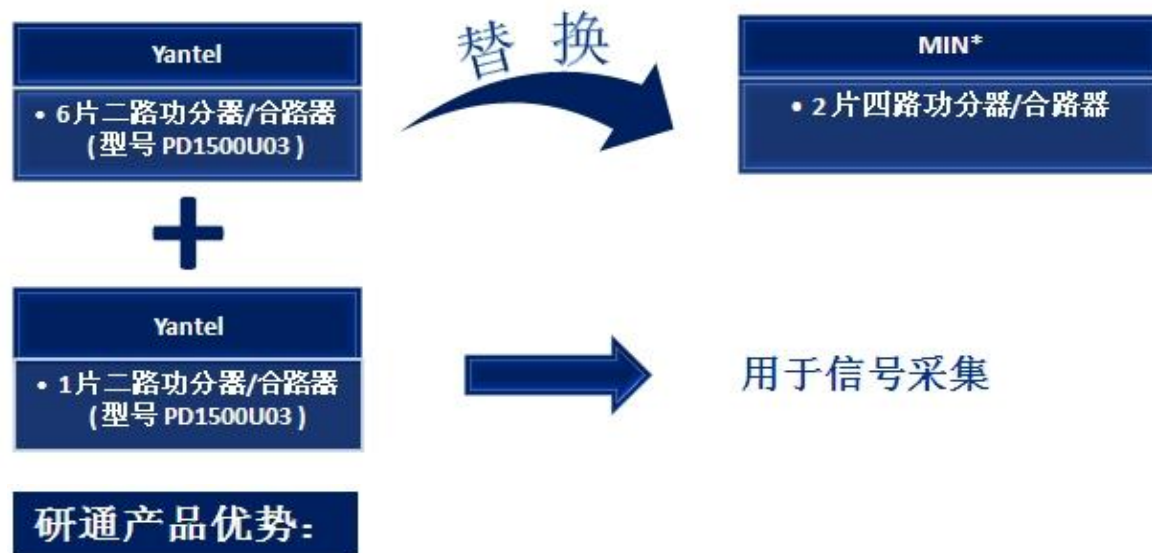 Yantel
• 6片二路功分器/合路器
(型号 PD1500U03)
替换
MIN*
• 2片四路功分器/合路器
+
Yantel
• 1片二路功分器/合路器
(型号 PD1500U03)
用于信号采集
研通产品优势: